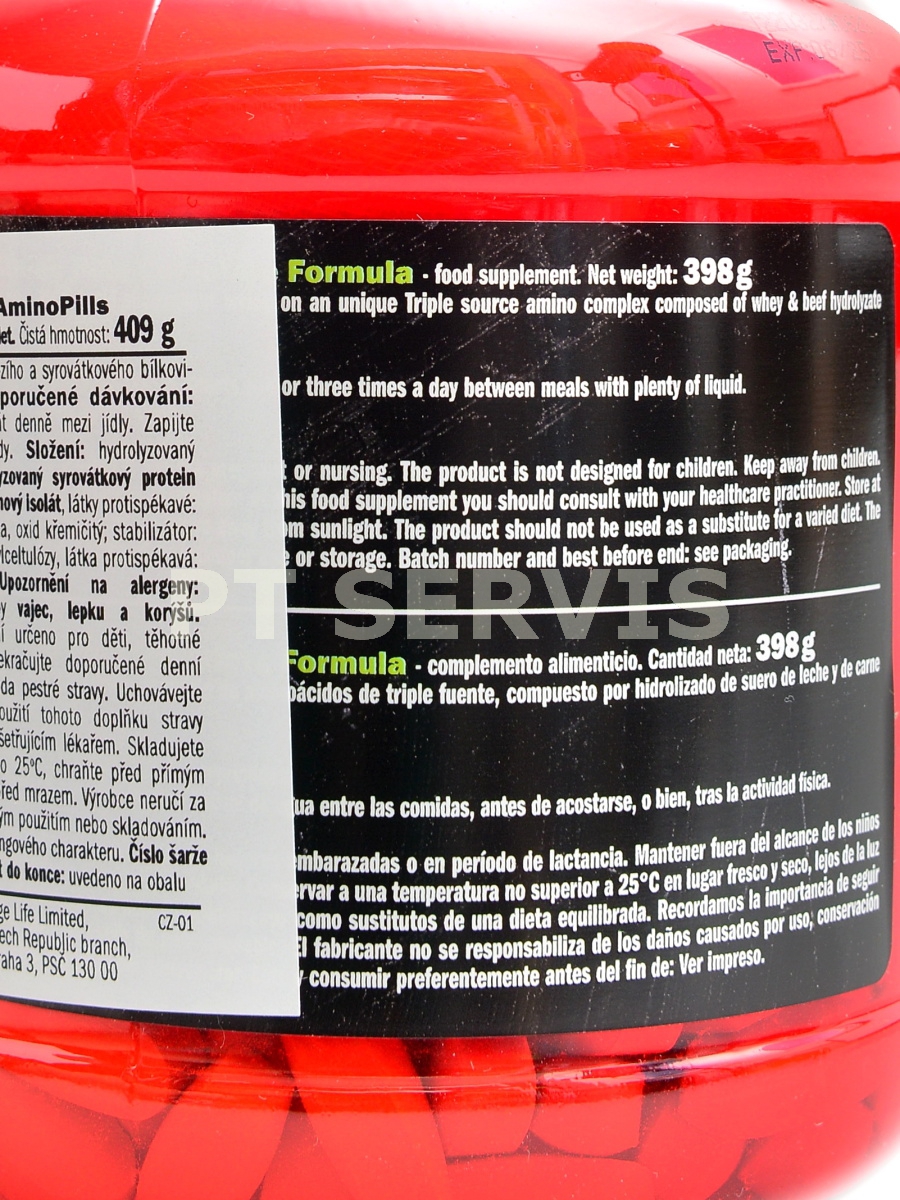 EXP.
Formula - food supplement. Net weight: 398 g
on an unique Triple source amino complex composed of whey & beef hydrolyzate
or three times a day between meals with plenty of liquid.
or nursing. The product is not designed for children. Keep away from children.
his food supplement you should consult with your healthcare practitioner. Store at
om sunlight. The product should not be used as a substitute for a varied diet. The
e or storage. Batch number and best before end: see packaging.
Formula - complemento alimenticio. Cantidad neta: 398 g
oácidos de triple fuente, compuesto por hidrolizado de suero de leche y de carne
ua entre las comidas, antes de acostarse, o bien, tras la actividad física.
embarazadas o en período de lactancia. Mantener fuera del alcance de los niños
ervar a una temperatura no superior a 25°C en lugar fresco y seco, lejos de la luz
como sustitutos de una dieta equilibrada. Recordamos la importancia de seguir
El fabricante no se responsabiliza de los daños causados por uso, conservación
y consumir preferentemente antes del fin de: Ver impreso.
AminoPills
let. Čistá hmotnost: 409 g
zího a syrovátkového bílkovi-
poručené dávkování:
át denně mezi jídly. Zapijte
dy. Složení: hydrolyzovaný
yzovaný syrovátkový protein
nový isolát, látky protispékavé:
a, oxid křemičitý; stabilizátor:
lcelulózy, látka protispékavá:
Upozornění na alergeny:
y vajec, lepku a korýšů.
í určeno pro děti, těhotné
ekračujte doporučené denní
da pestré stravy. Uchovávejte
oužití tohoto doplňku stravy
šetřujícím lékařem. Skladujete
o 25°C, chraňte před přímým
řed mrazem. Výrobce neručí za
ým použitím nebo skladováním.
ngového charakteru. Číslo šarže
t do konce: uvedeno na obalu
ge Life Limited, CZ-01
ech Republic branch,
raha 3, PSČ 130 00
PT SERVIS